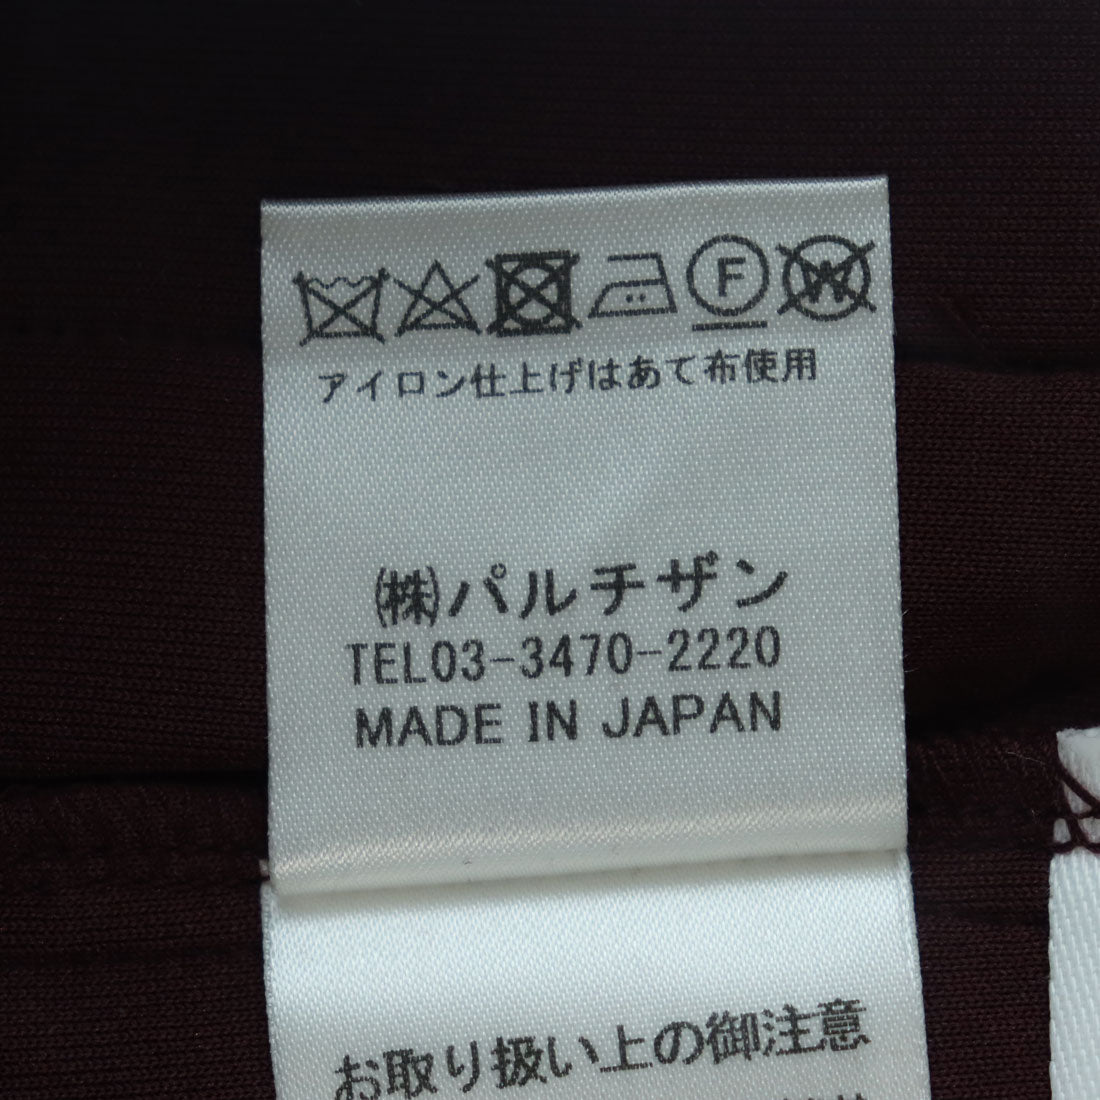 F W
アイロン仕上げはあて布使用
㈱パルチザン
TEL03-3470-2220
MADE IN JAPAN
お取り扱い上の御注意